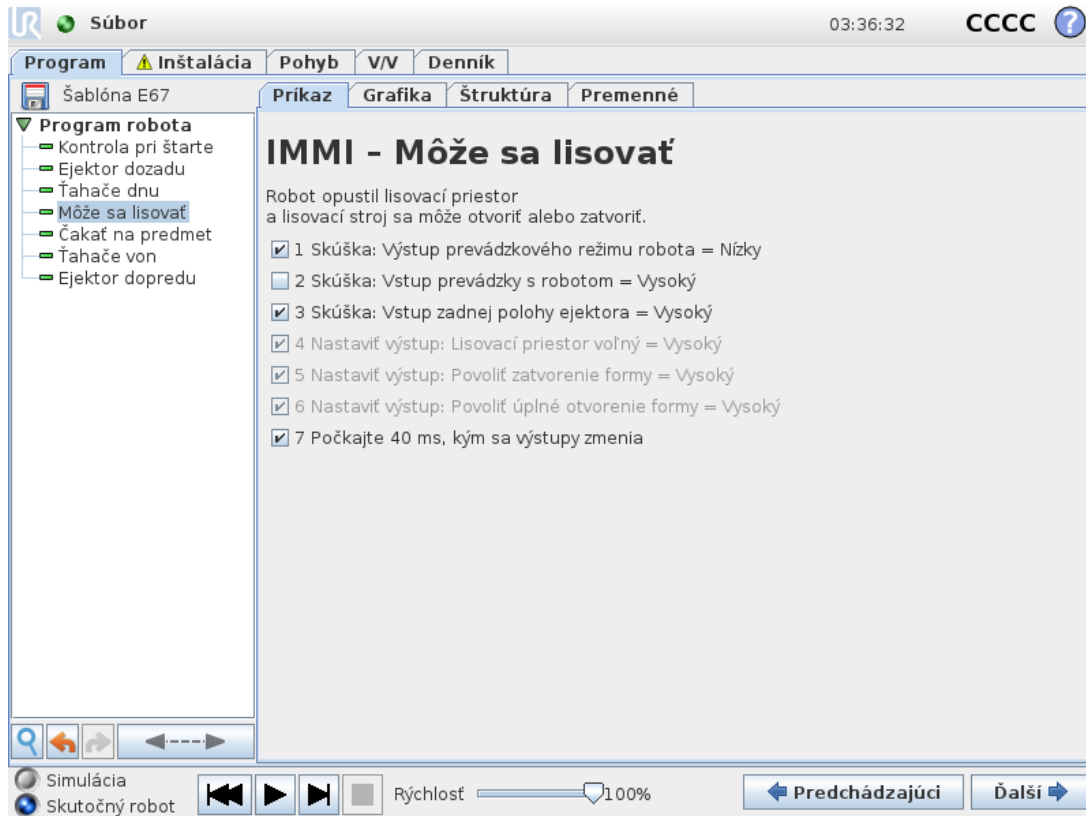 UR Súbor 03:36:32 CCCC ?
Program Inštalácia Pohyb V/V Denník
Šablóna E67 Príkaz Grafika Štruktúra Premenné
Program robota
Kontrola pri štarte
Ejektor dozadu
Ťahače dnu
Môže sa lisovať
Čakať na predmet
Ťahače von
Ejektor dopredu
IMMI – Môže sa lisovať
Robot opustil lisovací priestor
a lisovací stroj sa môže otvoriť alebo zatvoriť.
1 Skúška: Výstup prevádzkového režimu robota = Nízky
2 Skúška: Vstup prevádzky s robotom = Vysoký
3 Skúška: Vstup zadnej polohy ejektora = Vysoký
4 Nastaviť výstup: Lisovací priestor voľný = Vysoký
5 Nastaviť výstup: Povoliť zatvorenie formy = Vysoký
6 Nastaviť výstup: Povoliť úplné otvorenie formy = Vysoký
7 Počkajte 40 ms, kým sa výstupy zmenia
Simulácia
Skutočný robot
Rýchlosť 100%
Predchádzajúci Ďalší